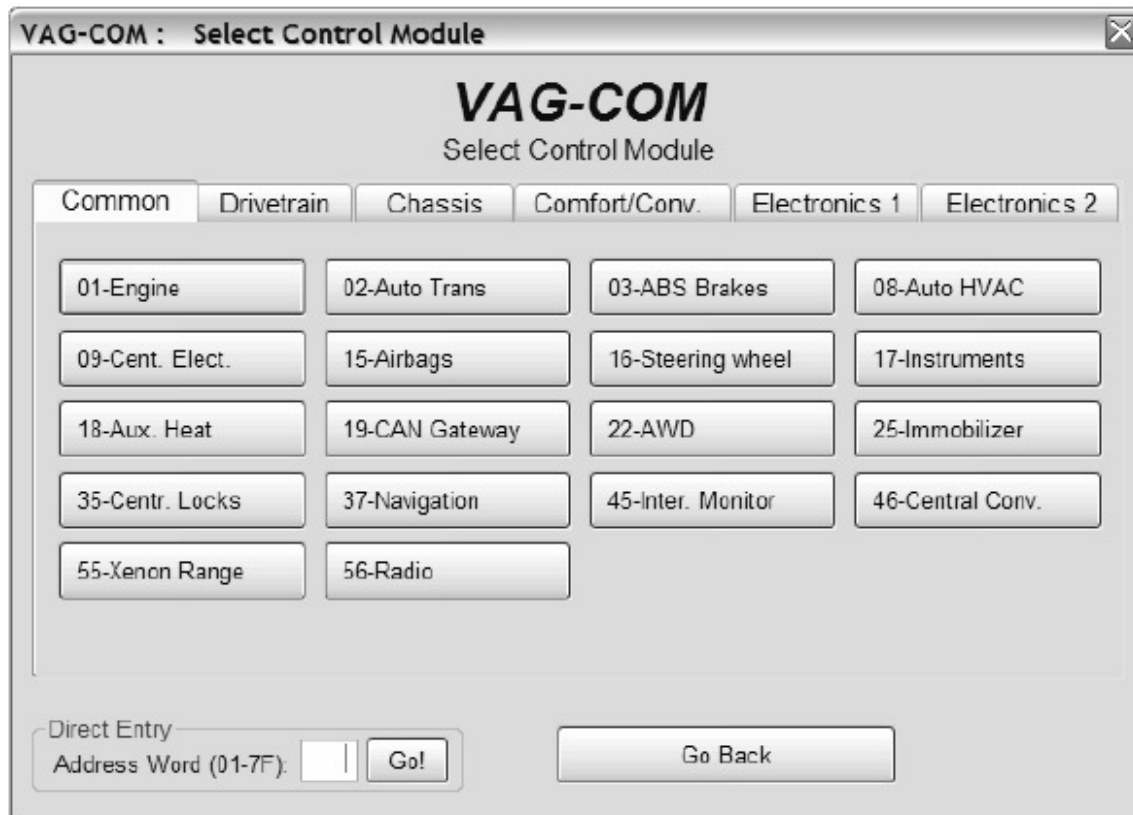 VAG-COM :   Select Control Module
VAG-COM
Select Control Module
Common Drivetrain Chassis Comfort/Conv. Electronics 1 Electronics 2
01-Engine 02-Auto Trans 03-ABS Brakes 08-Auto HVAC
09-Cent. Elect. 15-Airbags 16-Steering wheel 17-Instruments
18-Aux. Heat 19-CAN Gateway 22-AWD 25-Immobilizer
35-Centr. Locks 37-Navigation 45-Inter. Monitor 46-Central Conv.
55-Xenon Range 56-Radio
Direct Entry
Address Word (01-7F): Go! Go Back